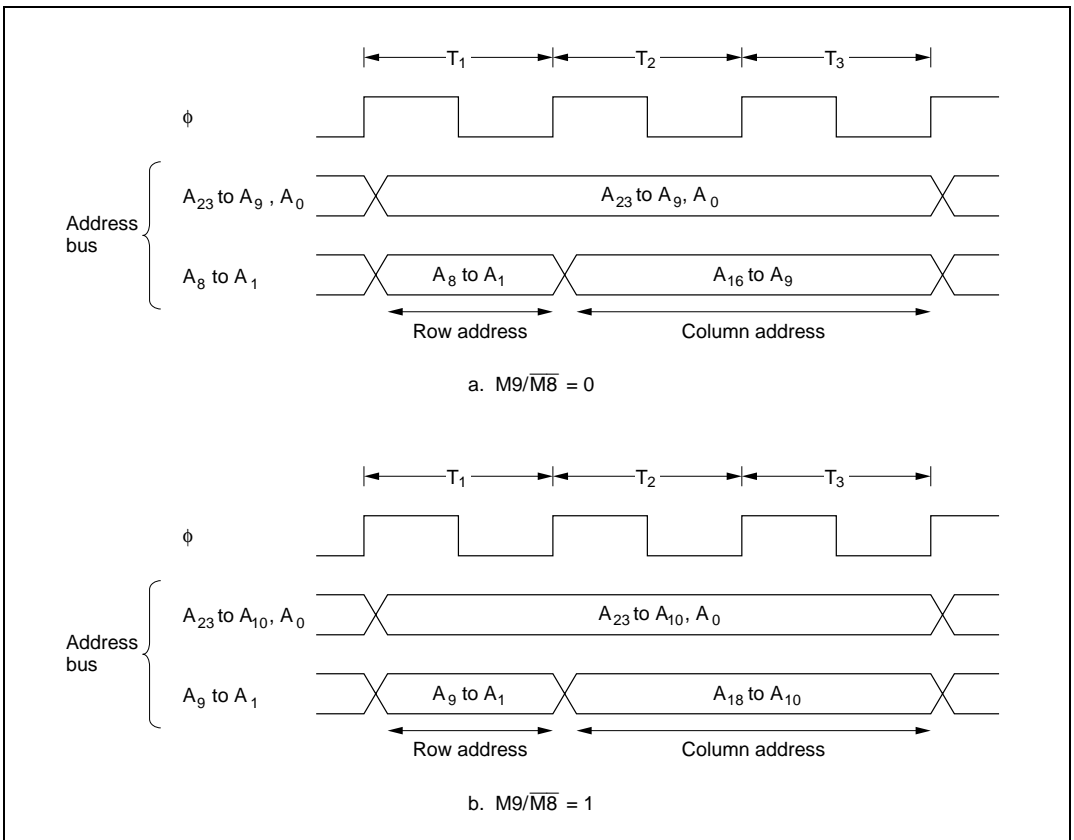 T₁ T₂ T₃
φ
A₂₃ to A₉ , A₀ A₂₃ to A₉, A₀
Address
bus
A₈ to A₁ A₈ to A₁ A₁₆ to A₉
Row address Column address
a. M9/M̅8̅ = 0
T₁ T₂ T₃
φ
A₂₃ to A₁₀, A₀ A₂₃ to A₁₀, A₀
Address
bus
A₉ to A₁ A₉ to A₁ A₁₈ to A₁₀
Row address Column address
b. M9/M̅8̅ = 1